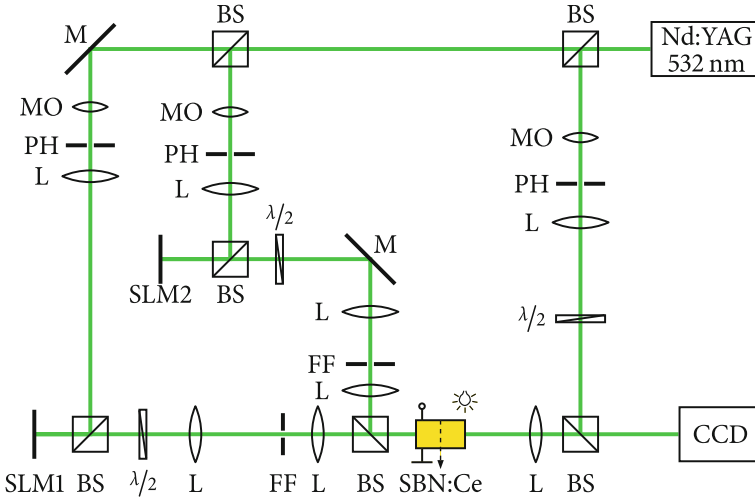 BS
BS
M
Nd:YAG
532 nm
MO
MO
MO
PH
PH
PH
L
L
L
λ/2
M
SLM2
BS
L
λ/2
FF
L
CCD
SLM1
BS
λ/2
L
FF
L
BS
SBN:Ce
L
BS